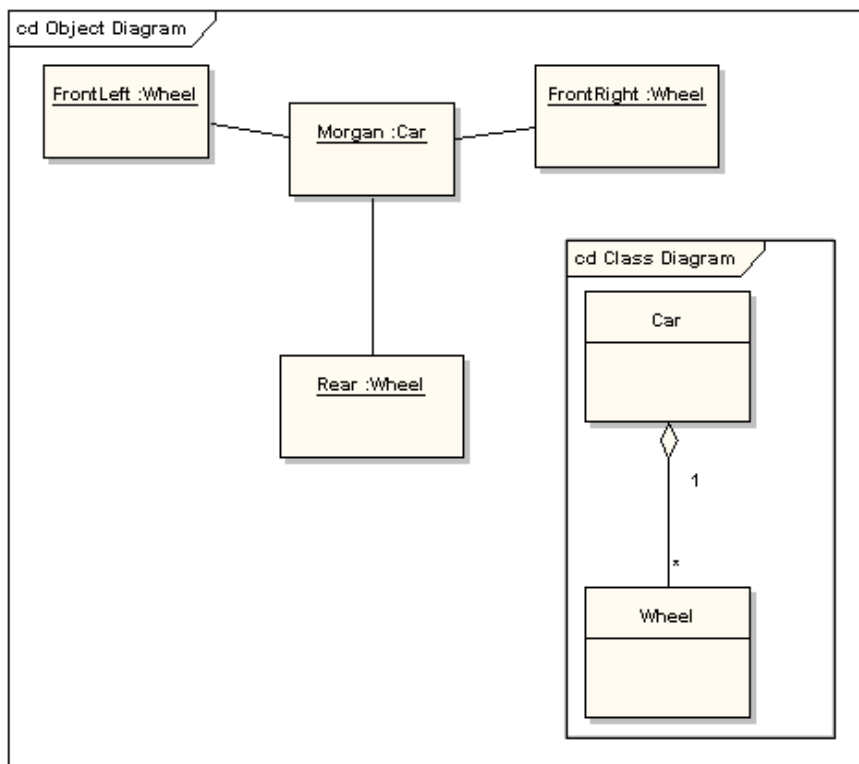 cd Object Diagram
FrontLeft :Wheel
Morgan :Car
FrontRight :Wheel
Rear :Wheel
cd Class Diagram
Car
1
*
Wheel